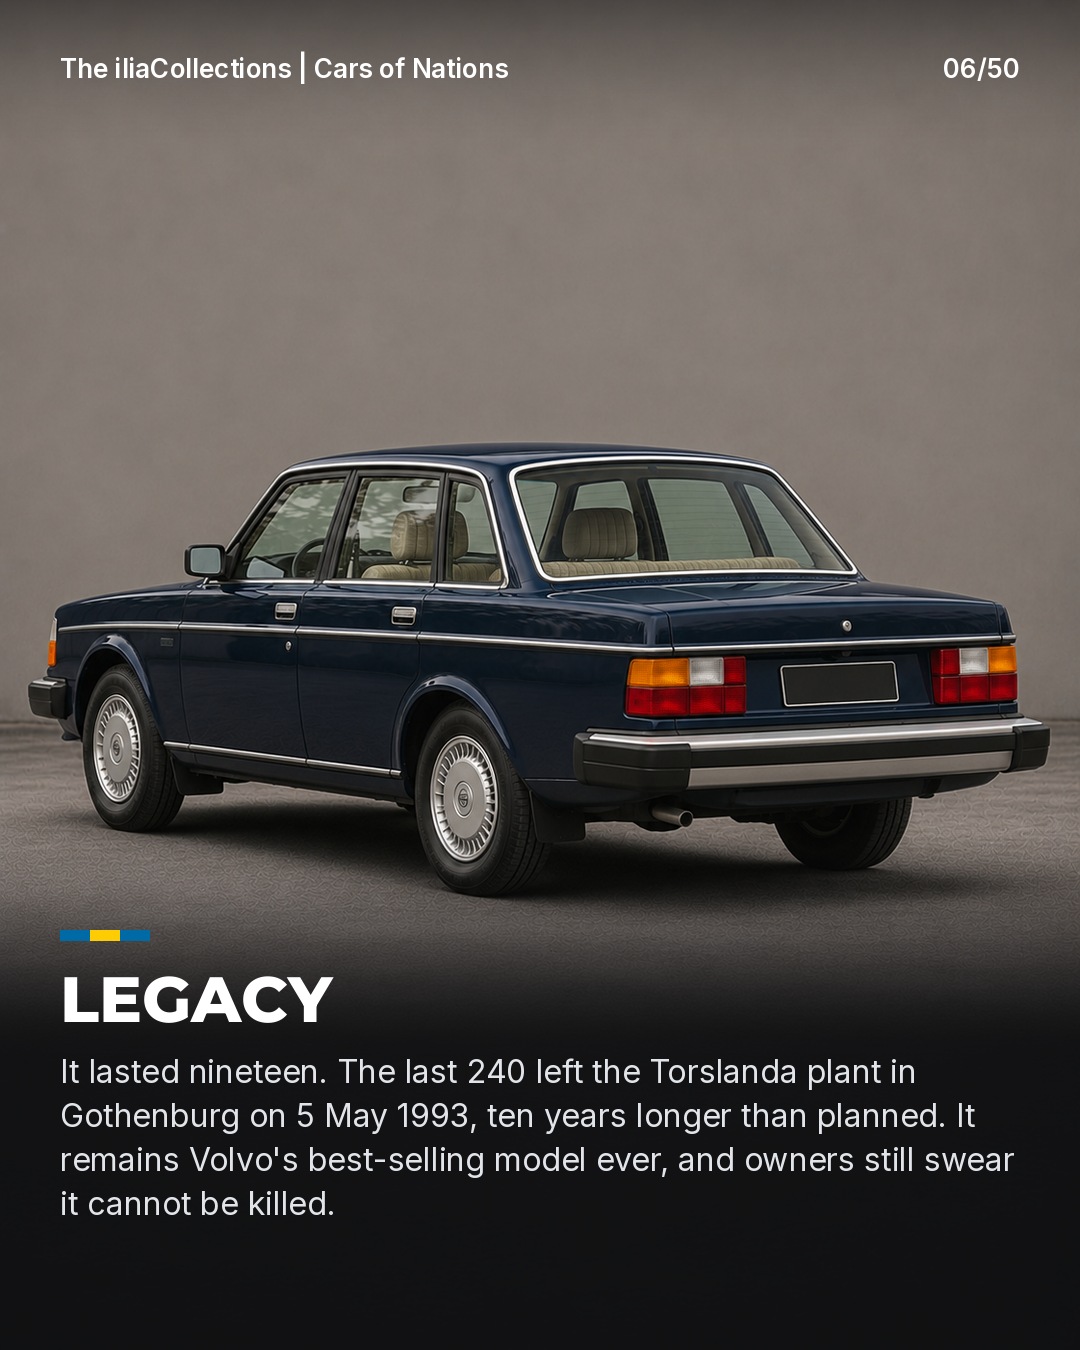 The iliaCollections | Cars of Nations
06/50
LEGACY
It lasted nineteen. The last 240 left the Torslanda plant in
Gothenburg on 5 May 1993, ten years longer than planned. It
remains Volvo's best-selling model ever, and owners still swear
it cannot be killed.